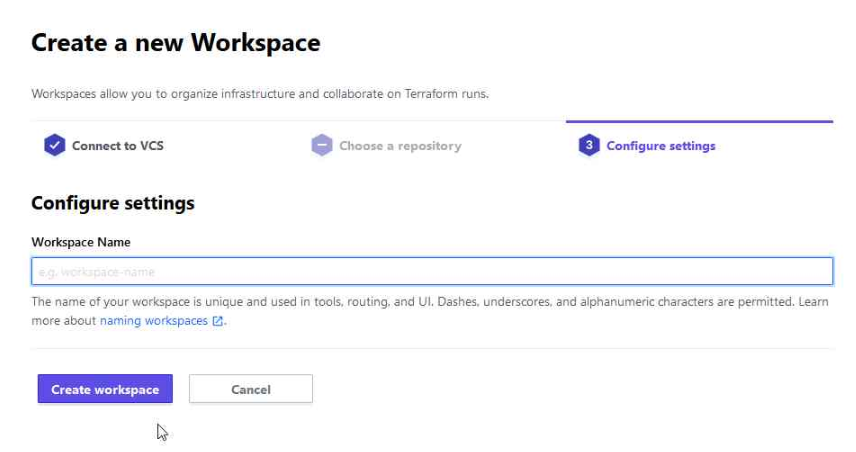 Create a new Workspace
Workspaces allow you to organize infrastructure and collaborate on Terraform runs.
Connect to VCS
Choose a repository
3 Configure settings
Configure settings
Workspace Name
e.g. workspace-name
The name of your workspace is unique and used in tools, routing, and UI. Dashes, underscores, and alphanumeric characters are permitted. Learn
more about naming workspaces.
Create workspace
Cancel